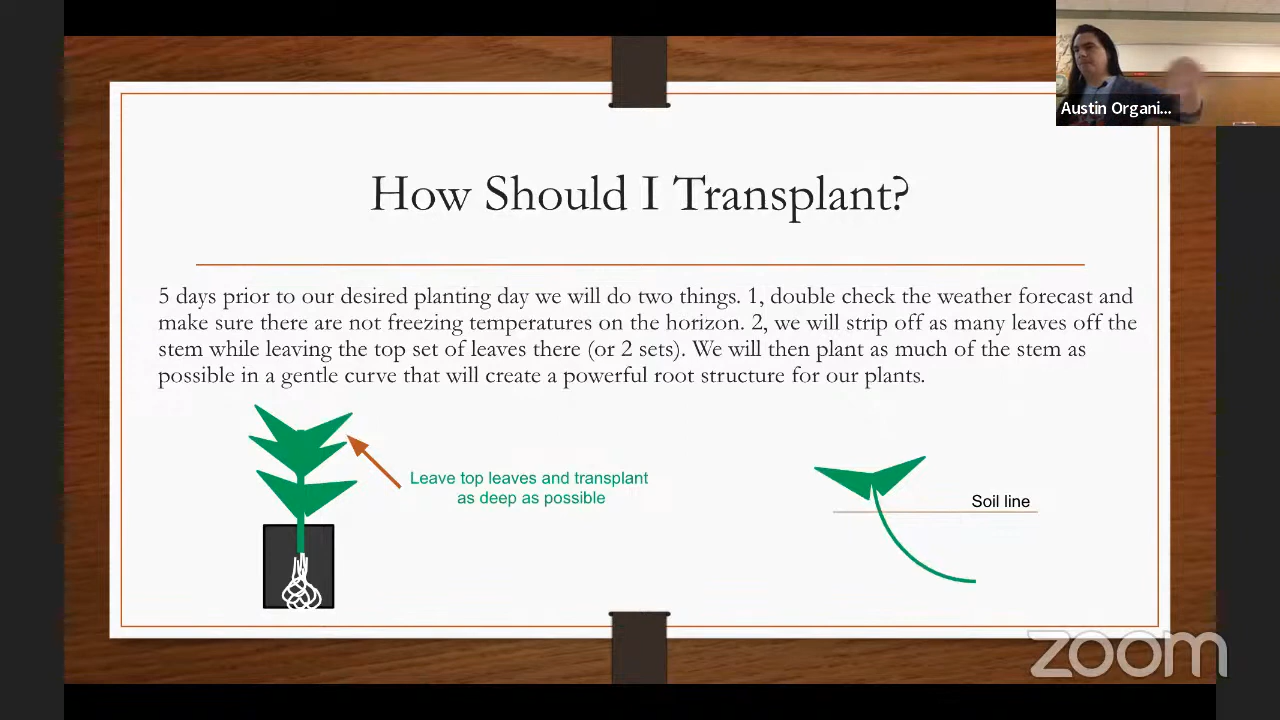 Austin Organi...
How Should I Transplant?
5 days prior to our desired planting day we will do two things. 1, double check the weather forecast and
make sure there are not freezing temperatures on the horizon. 2, we will strip off as many leaves off the
stem while leaving the top set of leaves there (or 2 sets). We will then plant as much of the stem as
possible in a gentle curve that will create a powerful root structure for our plants.
Leave top leaves and transplant
as deep as possible
Soil line
zoom